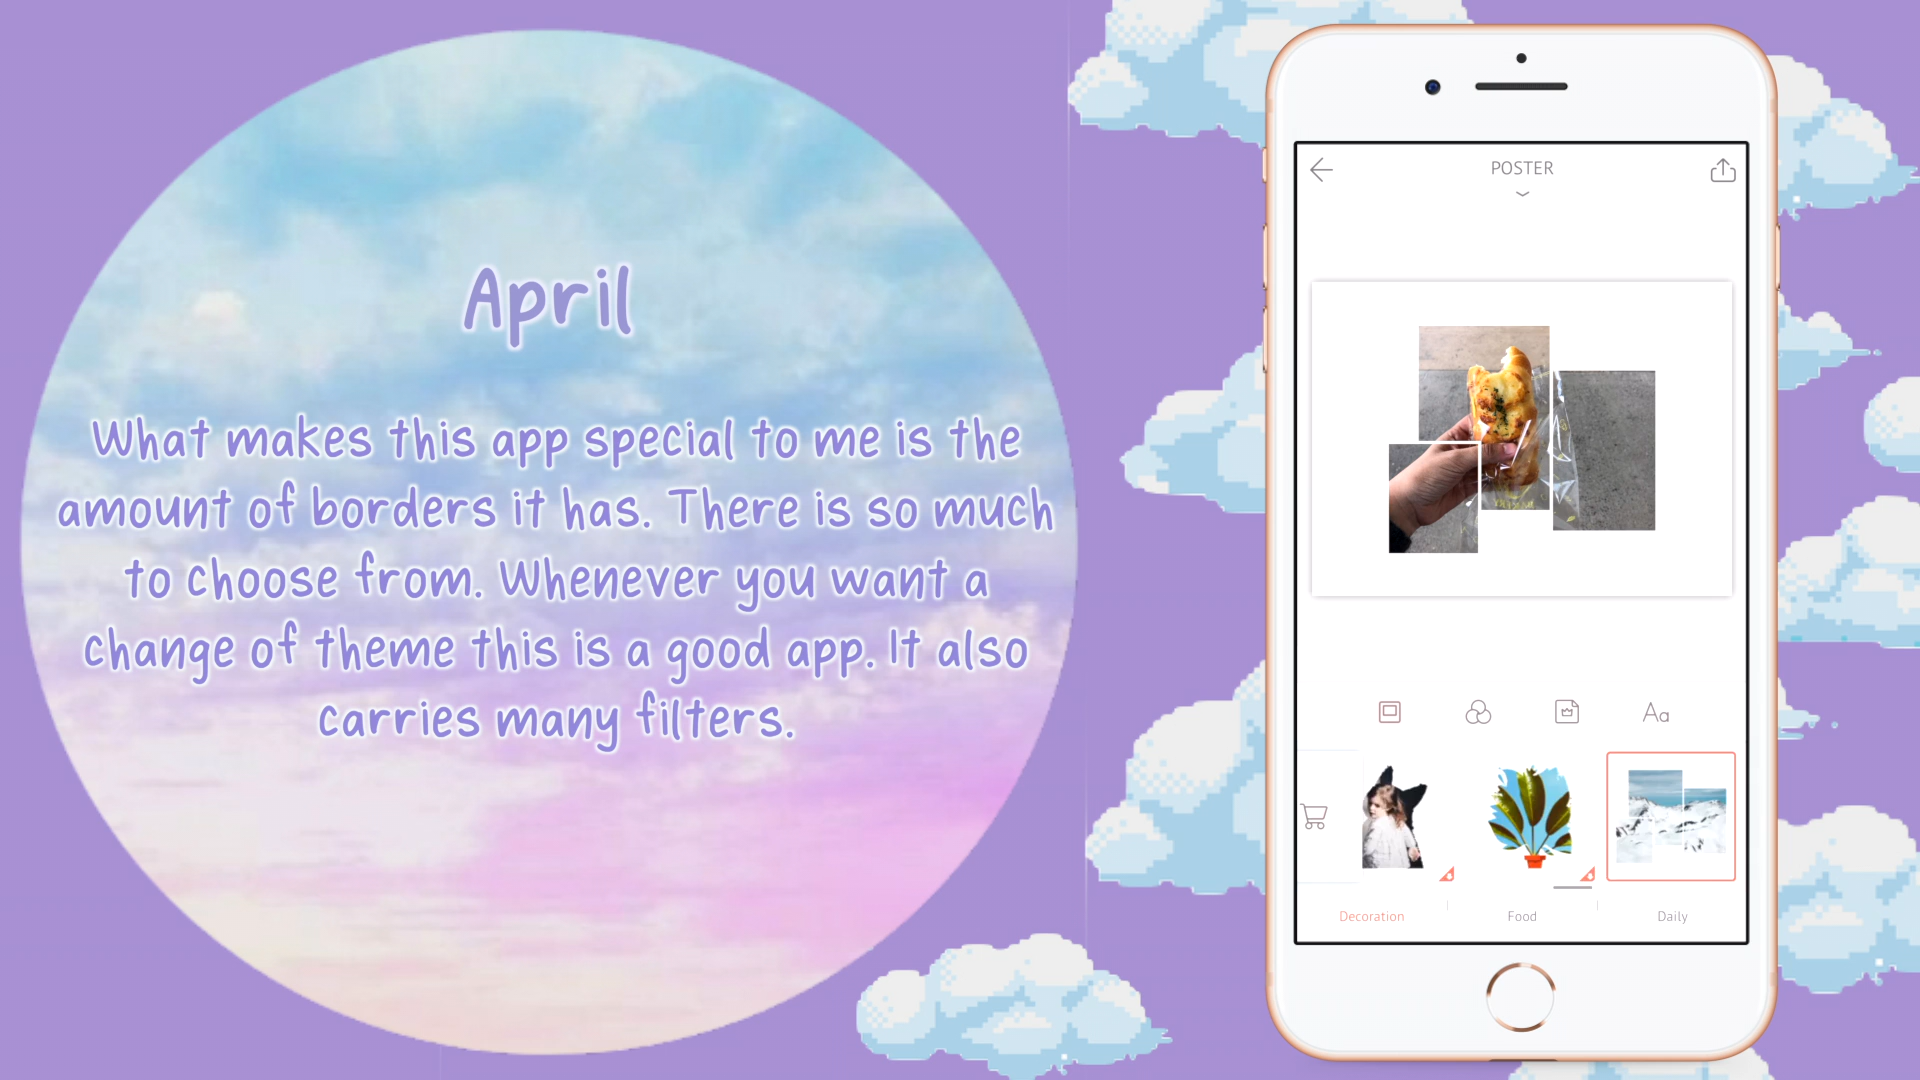 April
What makes this app special to me is the
amount of borders it has. There is so much
to choose from. Whenever you want a
change of theme this is a good app. It also
carries many filters.
POSTER
Aa
Decoration
Food
Daily